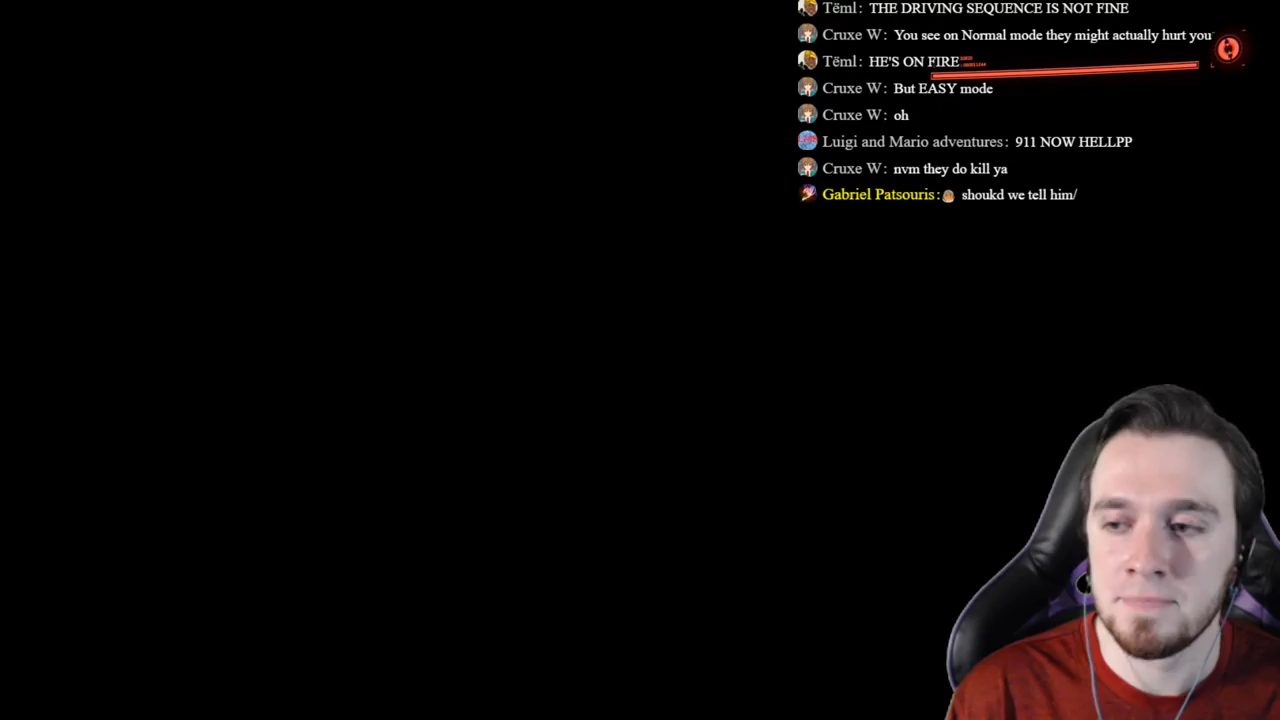 Tëml: THE DRIVING SEQUENCE IS NOT FINE
Cruxe W: You see on Normal mode they might actually hurt you
Tëml: HE'S ON FIRE
Cruxe W: But EASY mode
Cruxe W: oh
Luigi and Mario adventures: 911 NOW HELLPP
Cruxe W: nvm they do kill ya
Gabriel Patsouris: shoukd we tell him/